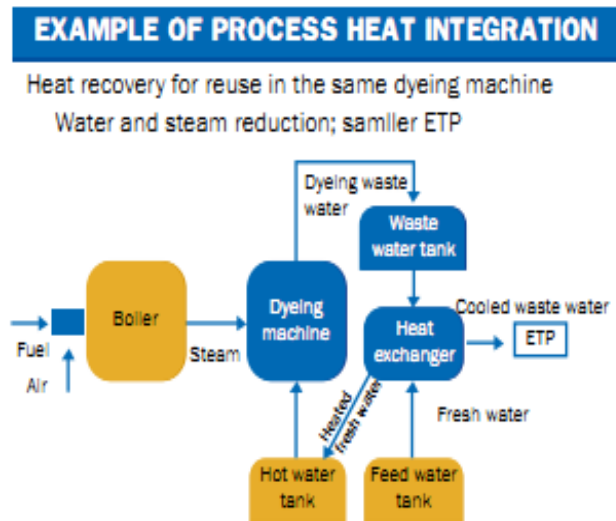 EXAMPLE OF PROCESS HEAT INTEGRATION
Heat recovery for reuse in the same dyeing machine
Water and steam reduction; samller ETP
Dyeing waste
water
Waste
water tank
Boiler
Dyeing
machine
Heat
exchanger
Cooled waste water
ETP
Fuel
Air
Steam
Heated
fresh water
Fresh water
Hot water
tank
Feed water
tank